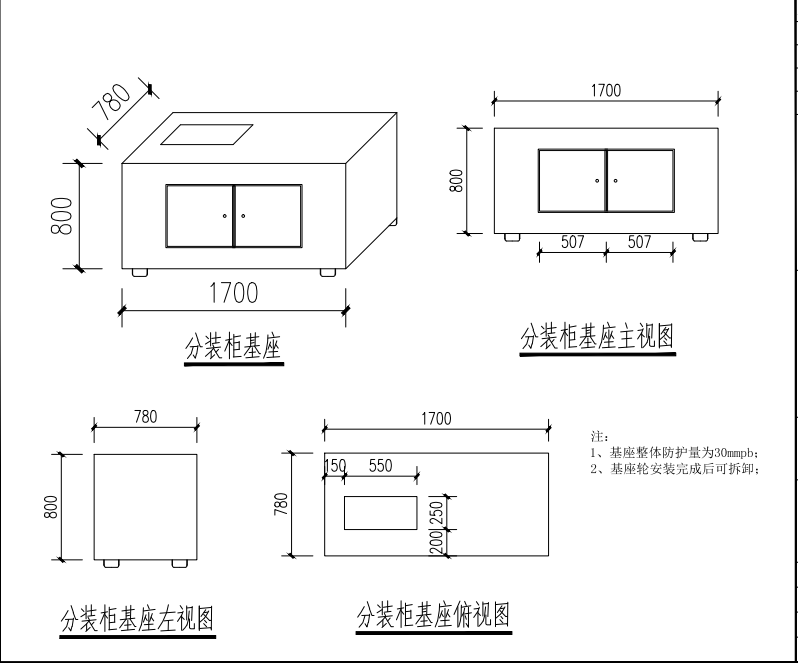 780
800
1700
分装柜基座
1700
800
507 507
分装柜基座主视图
780
800
分装柜基座左视图
1700
150 550
780
250
200
分装柜基座俯视图
注:
1、基座整体防护量为30mmpb;
2、基座轮安装完成后可拆卸;